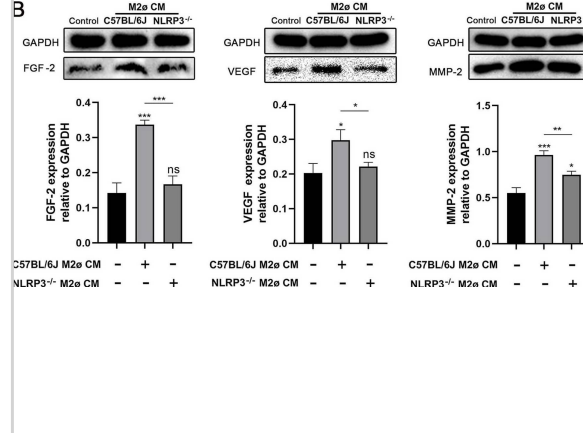 B
M2ø CM
Control C57BL/6J NLRP3⁻/⁻
GAPDH
FGF-2
FGF-2 expression
relative to GAPDH
0.4
0.3
0.2
0.1
0.0
***
***
ns
C57BL/6J M2ø CM - + -
NLRP3⁻/⁻ M2ø CM - - +
M2ø CM
Control C57BL/6J NLRP3⁻/⁻
GAPDH
VEGF
VEGF expression
relative to GAPDH
0.4
0.3
0.2
0.1
0.0
*
*
ns
C57BL/6J M2ø CM - + -
NLRP3⁻/⁻ M2ø CM - - +
M2ø CM
Control C57BL/6J NLRP3⁻/⁻
GAPDH
MMP-2
MMP-2 expression
relative to GAPDH
1.5
1.0
0.5
0.0
**
***
*
C57BL/6J M2ø CM - + -
NLRP3⁻/⁻ M2ø CM - - +